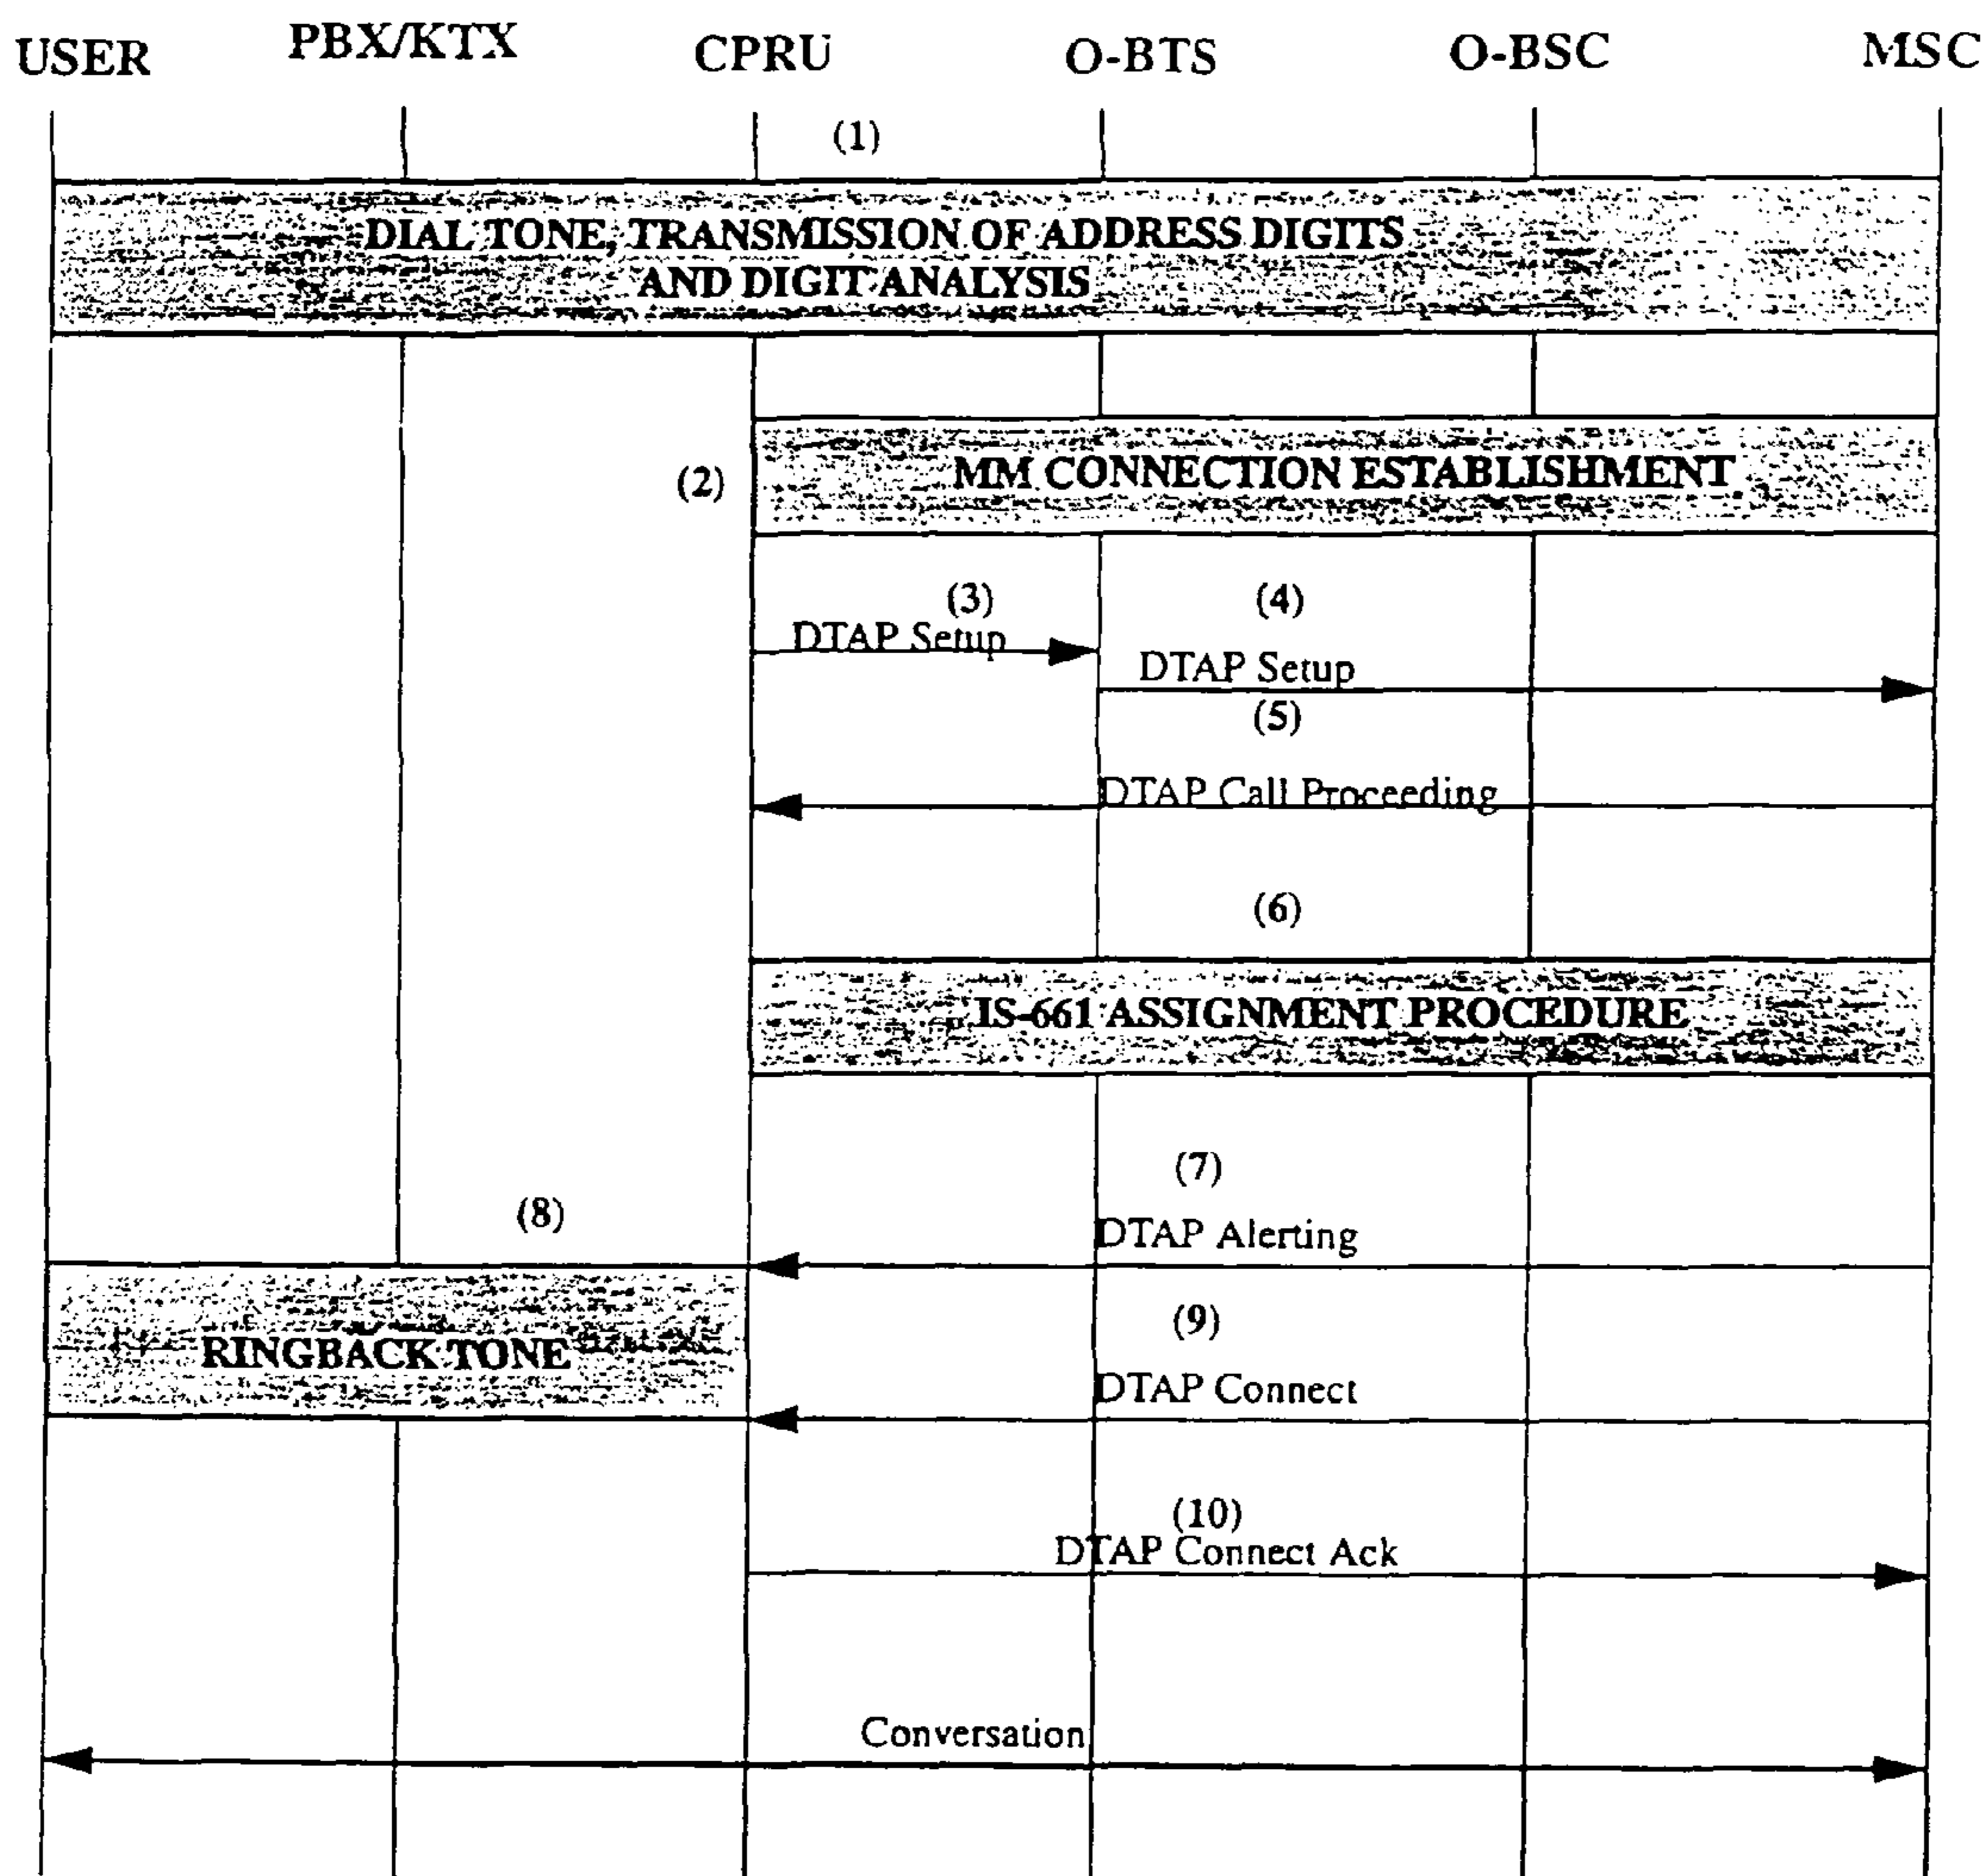 USER PBX/KTX CPRU O-BTS O-BSC MSC
(1)
DIAL TONE, TRANSMISSION OF ADDRESS DIGITS
AND DIGIT ANALYSIS
(2)
MM CONNECTION ESTABLISHMENT
(3)
DTAP Setup
(4)
DTAP Setup
(5)
DTAP Call Proceeding
(6)
IS-661 ASSIGNMENT PROCEDURE
(7)
DTAP Alerting
(8)
RINGBACK TONE
(9)
DTAP Connect
(10)
DTAP Connect Ack
Conversation